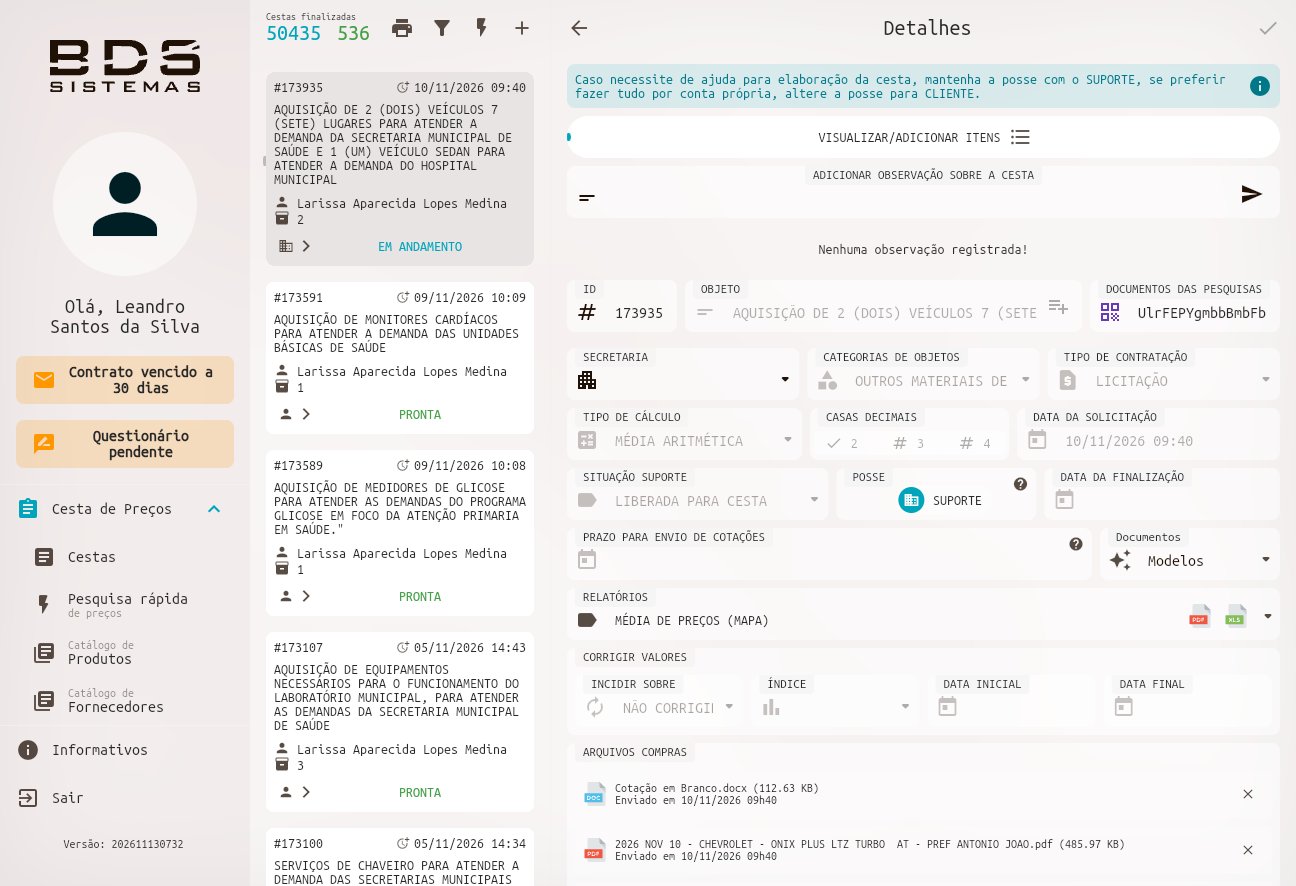 BDS
SISTEMAS
Olá, Leandro
Santos da Silva
Contrato vencido a
30 dias
Questionário
pendente
Cesta de Preços
Cestas
Pesquisa rápida
de preços
Catálogo de
Produtos
Catálogo de
Fornecedores
Informativos
Sair
Versão: 202611130732
Cestas finalizadas
50435 536
#173935 10/11/2026 09:40
AQUISIÇÃO DE 2 (DOIS) VEÍCULOS 7
(SETE) LUGARES PARA ATENDER A
DEMANDA DA SECRETARIA MUNICIPAL DE
SAÚDE E 1 (UM) VEÍCULO SEDAN PARA
ATENDER A DEMANDA DO HOSPITAL
MUNICIPAL
Larissa Aparecida Lopes Medina
2
EM ANDAMENTO
#173591 09/11/2026 10:09
AQUISIÇÃO DE MONITORES CARDÍACOS
PARA ATENDER A DEMANDA DAS UNIDADES
BÁSICAS DE SAÚDE
Larissa Aparecida Lopes Medina
1
PRONTA
#173589 09/11/2026 10:08
AQUISIÇÃO DE MEDIDORES DE GLICOSE
PARA ATENDER AS DEMANDAS DO PROGRAMA
GLICOSE EM FOCO DA ATENÇÃO PRIMARIA
EM SAÚDE."
Larissa Aparecida Lopes Medina
1
PRONTA
#173107 05/11/2026 14:43
AQUISIÇÃO DE EQUIPAMENTOS
NECESSÁRIOS PARA O FUNCIONAMENTO DO
LABORATÓRIO MUNICIPAL, PARA ATENDER
AS DEMANDAS DA SECRETARIA MUNICIPAL
DE SAÚDE
Larissa Aparecida Lopes Medina
3
PRONTA
#173100 05/11/2026 14:34
SERVIÇOS DE CHAVEIRO PARA ATENDER A
DEMANDA DAS SECRETARIAS MUNICIPAIS
Detalhes
Caso necessite de ajuda para elaboração da cesta, mantenha a posse com o SUPORTE, se preferir
fazer tudo por conta própria, altere a posse para CLIENTE.
VISUALIZAR/ADICIONAR ITENS
ADICIONAR OBSERVAÇÃO SOBRE A CESTA
Nenhuma observação registrada!
ID OBJETO DOCUMENTOS DAS PESQUISAS
173935 AQUISIÇÃO DE 2 (DOIS) VEÍCULOS 7 (SETE UlrFEPYgmbbBmbFb
SECRETARIA CATEGORIAS DE OBJETOS TIPO DE CONTRATAÇÃO
OUTROS MATERIAIS DE LICITAÇÃO
TIPO DE CÁLCULO CASAS DECIMAIS DATA DA SOLICITAÇÃO
MÉDIA ARITMÉTICA 2 3 4 10/11/2026 09:40
SITUAÇÃO SUPORTE POSSE DATA DA FINALIZAÇÃO
LIBERADA PARA CESTA SUPORTE
PRAZO PARA ENVIO DE COTAÇÕES Documentos
Modelos
RELATÓRIOS
MÉDIA DE PREÇOS (MAPA) PDF XLS
CORRIGIR VALORES
INCIDIR SOBRE ÍNDICE DATA INICIAL DATA FINAL
NÃO CORRIGI
ARQUIVOS COMPRAS
DOC Cotação em Branco.docx (112.63 KB)
Enviado em 10/11/2026 09h40
PDF 2026 NOV 10 - CHEVROLET - ONIX PLUS LTZ TURBO  AT - PREF ANTONIO JOAO.pdf (485.97 KB)
Enviado em 10/11/2026 09h40